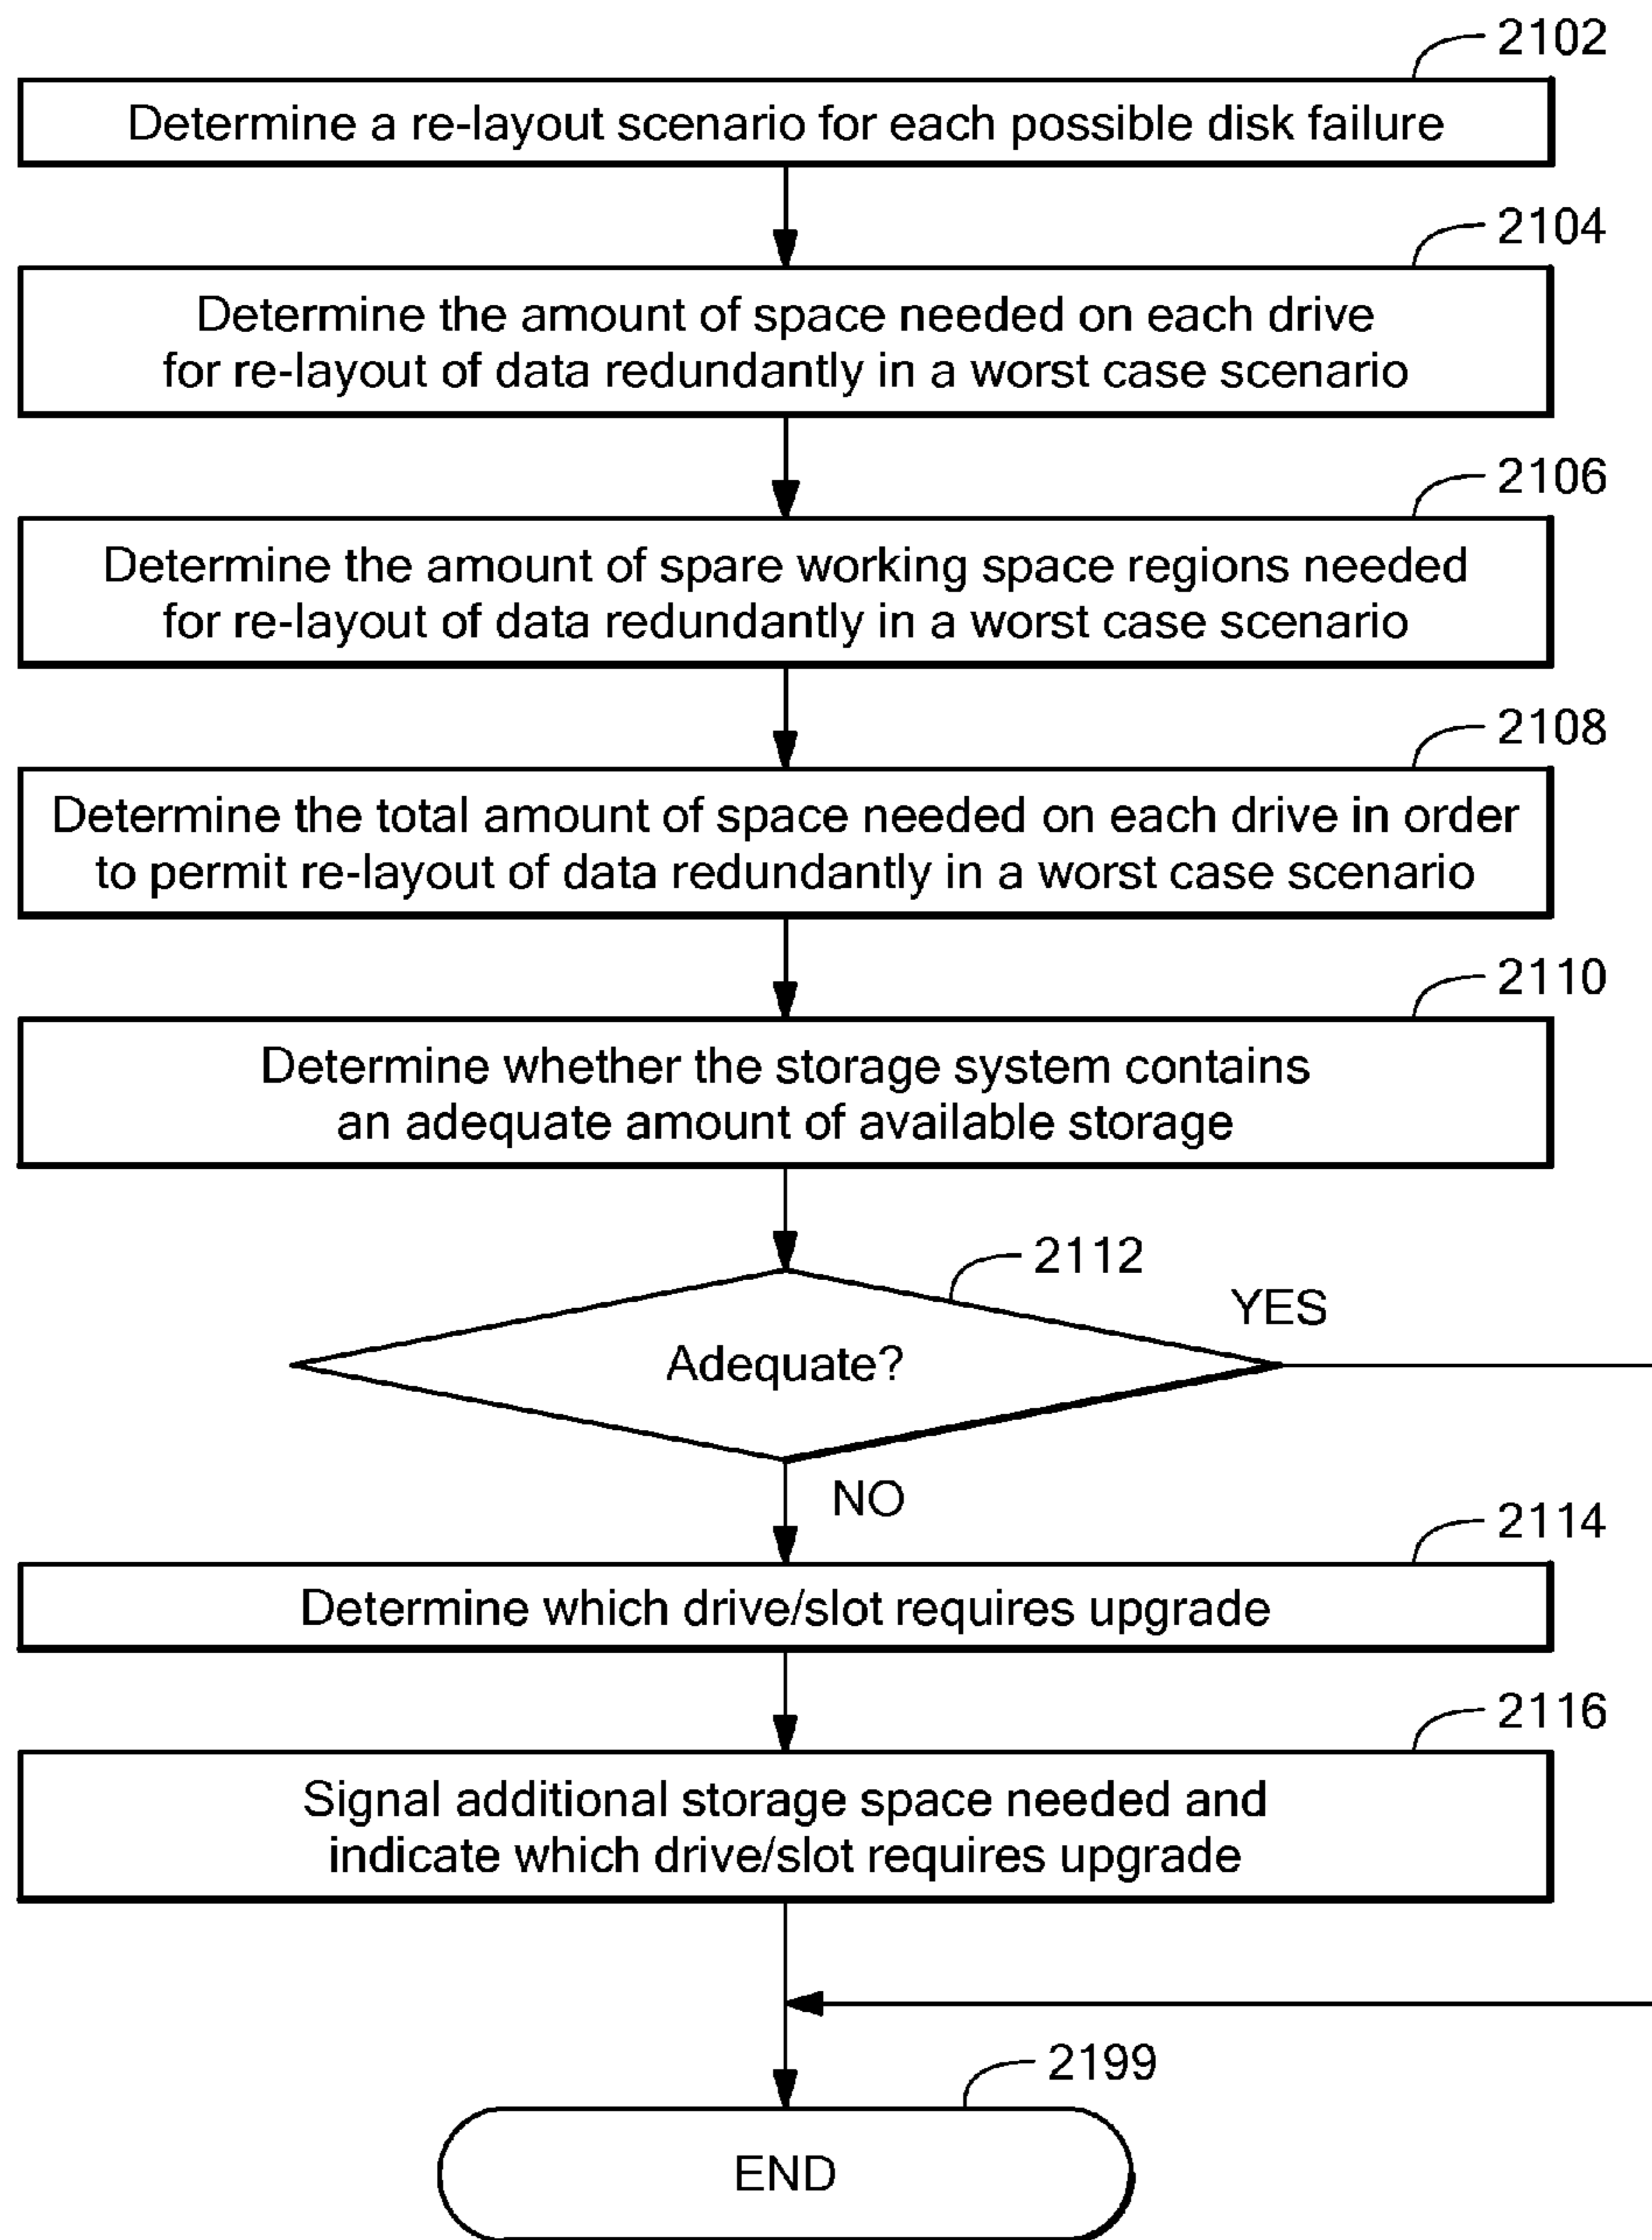 2102
Determine a re-layout scenario for each possible disk failure
2104
Determine the amount of space needed on each drive
for re-layout of data redundantly in a worst case scenario
2106
Determine the amount of spare working space regions needed
for re-layout of data redundantly in a worst case scenario
2108
Determine the total amount of space needed on each drive in order
to permit re-layout of data redundantly in a worst case scenario
2110
Determine whether the storage system contains
an adequate amount of available storage
2112
YES
Adequate?
NO
2114
Determine which drive/slot requires upgrade
2116
Signal additional storage space needed and
indicate which drive/slot requires upgrade
2199
END